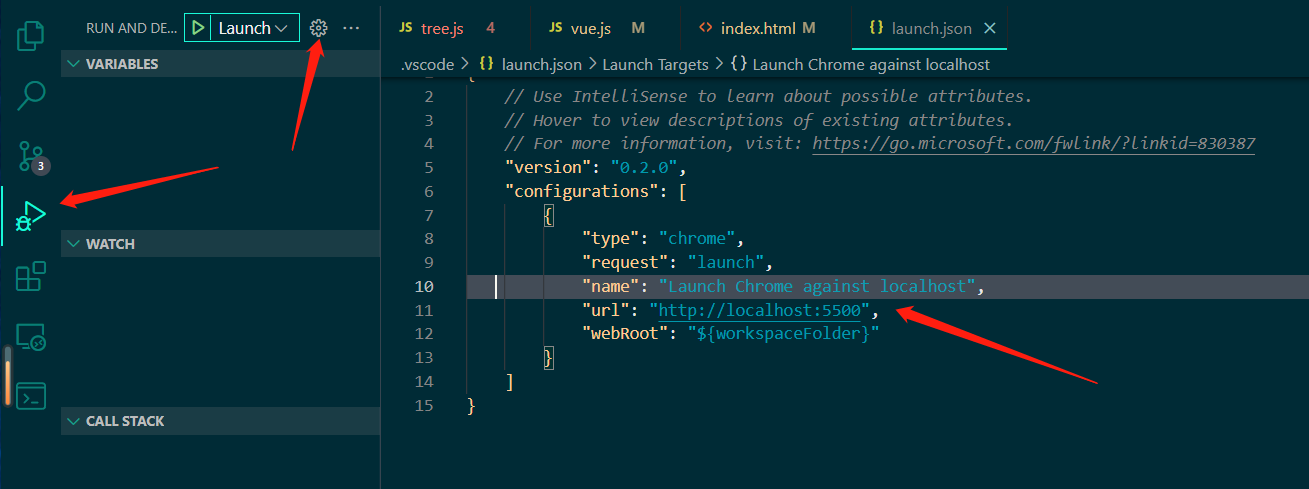 RUN AND DE... Launch
tree.js 4 vue.js M index.html M launch.json
JS JS <> {}
.vscode > {} launch.json > Launch Targets > {} Launch Chrome against localhost
VARIABLES
WATCH
CALL STACK
3
{
2 // Use IntelliSense to learn about possible attributes.
3 // Hover to view descriptions of existing attributes.
4 // For more information, visit: https://go.microsoft.com/fwlink/?linkid=830387
5 "version": "0.2.0",
6 "configurations": [
7 {
8 "type": "chrome",
9 "request": "launch",
10 "name": "Launch Chrome against localhost",
11 "url": "http://localhost:5500",
12 "webRoot": "${workspaceFolder}"
13 }
14 ]
15 }